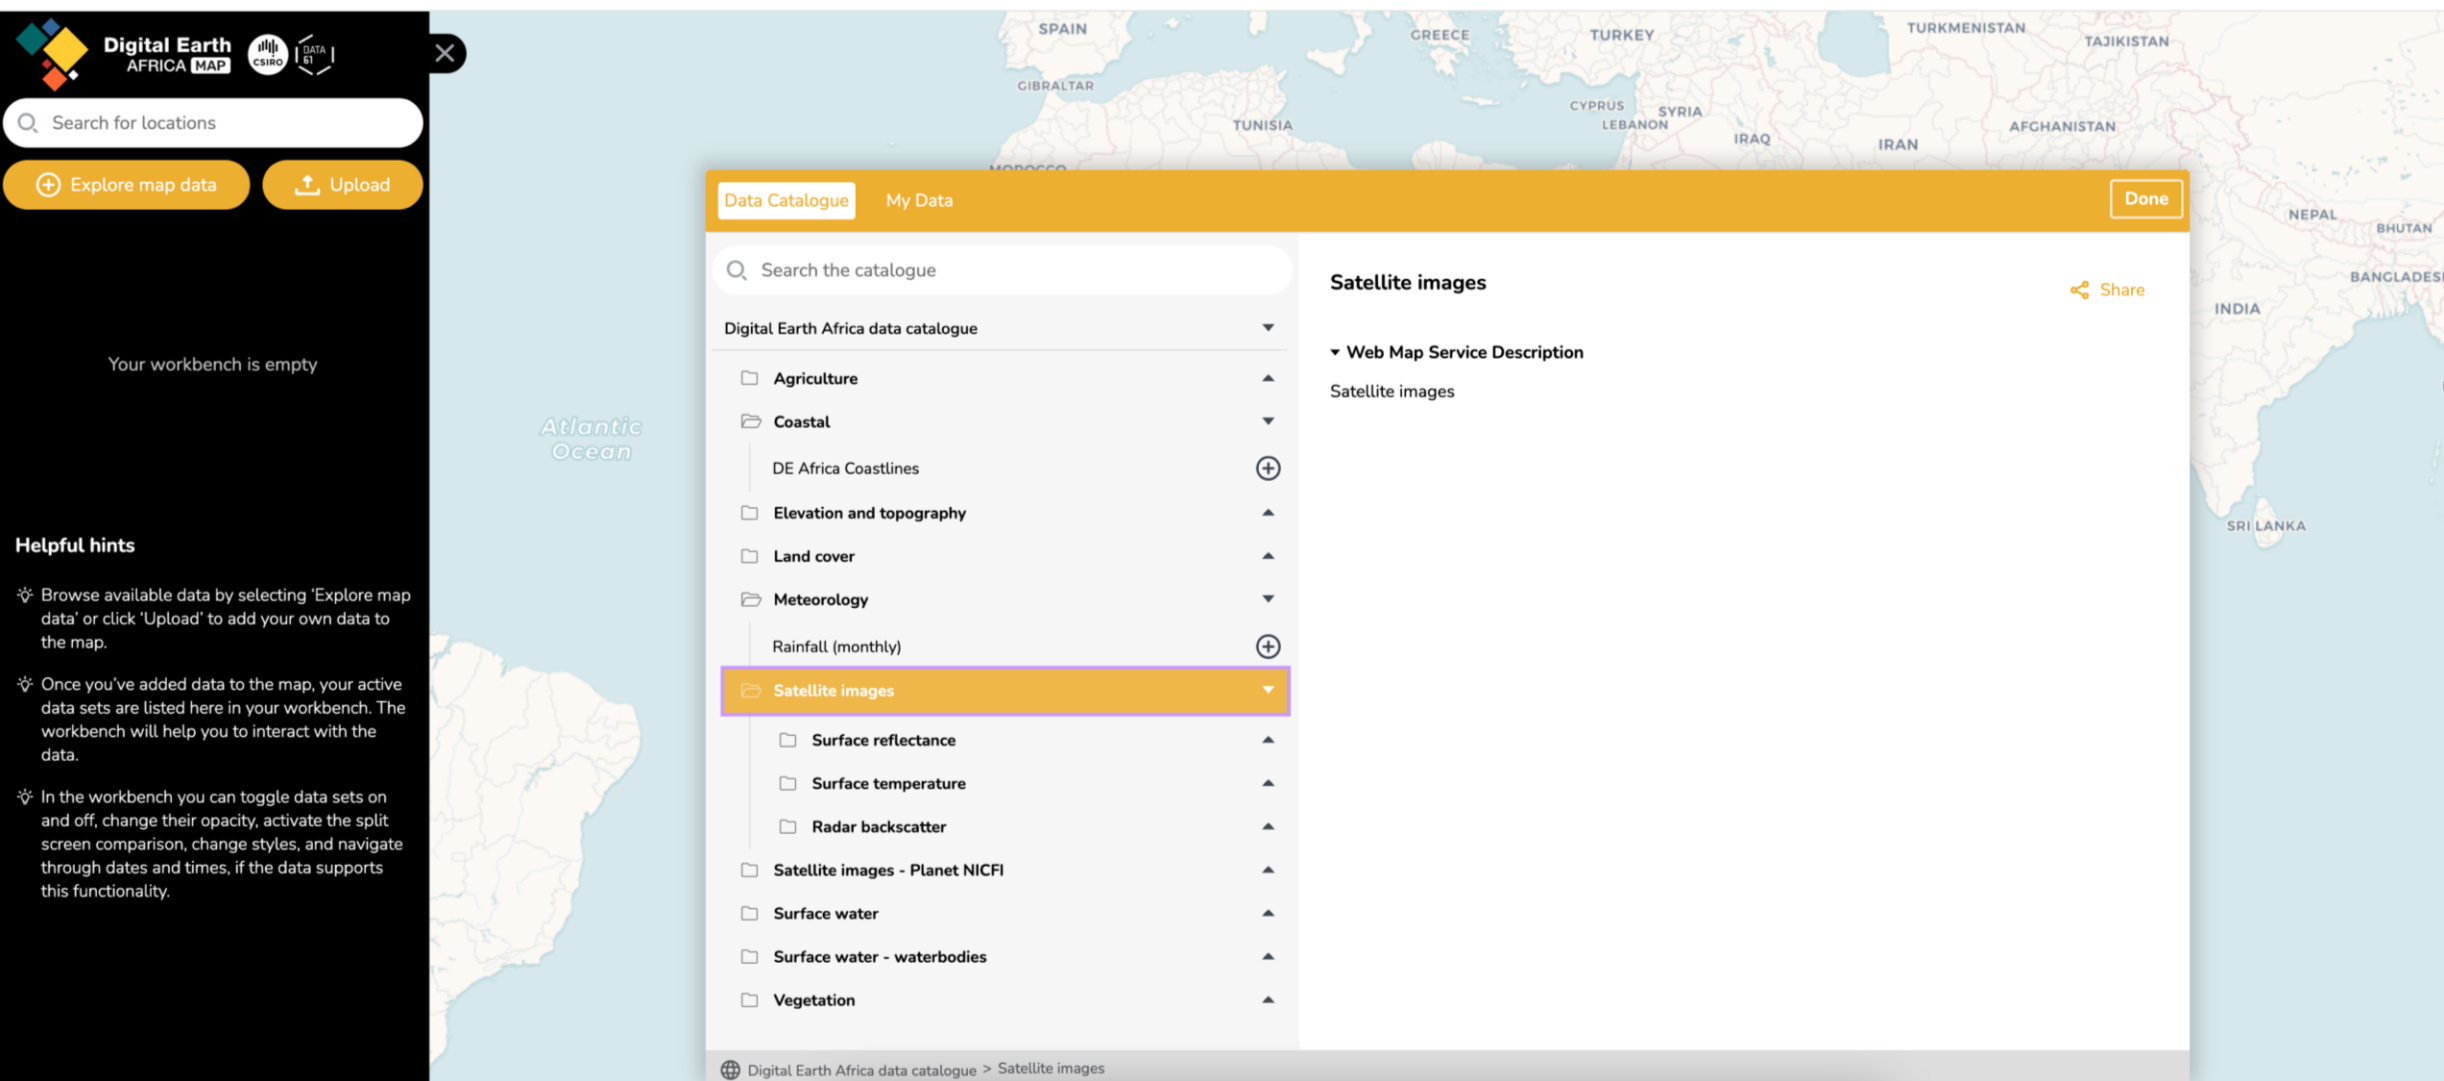 Digital Earth
AFRICA MAP
CSIRO
DATA
61
Search for locations
Explore map data
Upload
Your workbench is empty
Helpful hints
Browse available data by selecting ‘Explore map
data’ or click ‘Upload’ to add your own data to
the map.
Once you’ve added data to the map, your active
data sets are listed here in your workbench. The
workbench will help you to interact with the
data.
In the workbench you can toggle data sets on
and off, change their opacity, activate the split
screen comparison, change styles, and navigate
through dates and times, if the data supports
this functionality.
SPAIN
GREECE
TURKEY
TURKMENISTAN
TAJIKISTAN
GIBRALTAR
TUNISIA
CYPRUS
SYRIA
LEBANON
IRAQ
IRAN
AFGHANISTAN
MOROCCO
NEPAL
BHUTAN
BANGLADES
INDIA
SRI LANKA
Atlantic
Ocean
Data Catalogue
My Data
Done
Search the catalogue
Digital Earth Africa data catalogue
Agriculture
Coastal
DE Africa Coastlines
Elevation and topography
Land cover
Meteorology
Rainfall (monthly)
Satellite images
Surface reflectance
Surface temperature
Radar backscatter
Satellite images - Planet NICFI
Surface water
Surface water - waterbodies
Vegetation
Satellite images
Share
Web Map Service Description
Satellite images
Digital Earth Africa data catalogue > Satellite images